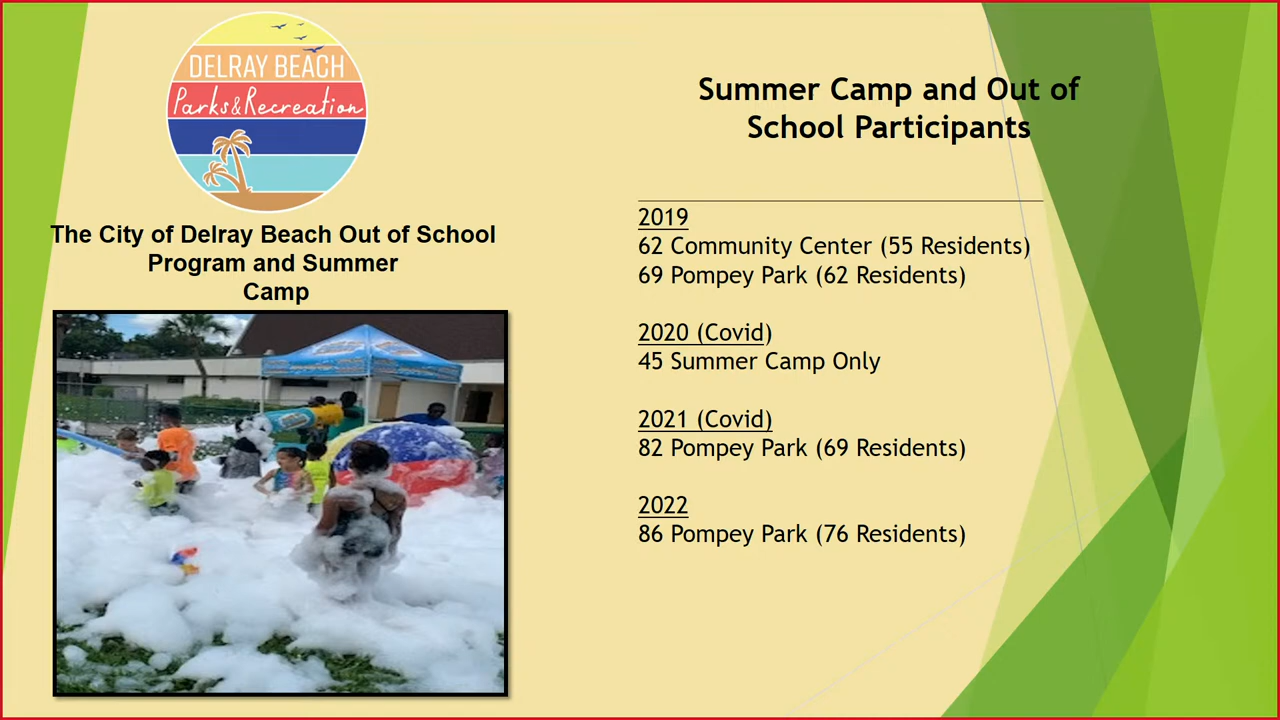 DELRAY BEACH
Parks&Recreation
The City of Delray Beach Out of School
Program and Summer
Camp
Summer Camp and Out of
School Participants
2019
62 Community Center (55 Residents)
69 Pompey Park (62 Residents)
2020 (Covid)
45 Summer Camp Only
2021 (Covid)
82 Pompey Park (69 Residents)
2022
86 Pompey Park (76 Residents)